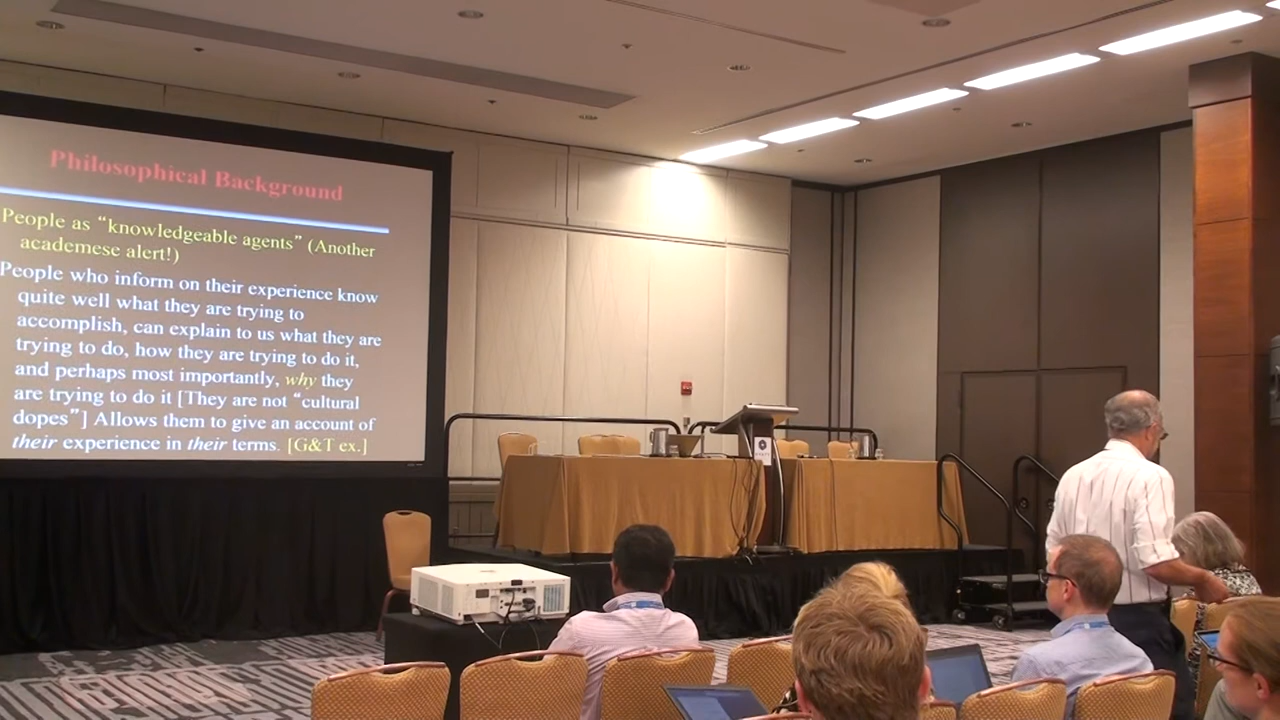 Philosophical Background
People as “knowledgeable agents” (Another
academese alert!)
People who inform on their experience know
quite well what they are trying to
accomplish, can explain to us what they are
trying to do, how they are trying to do it,
and perhaps most importantly, why they
are trying to do it [They are not “cultural
dopes”] Allows them to give an account of
their experience in their terms. [G&T ex.]